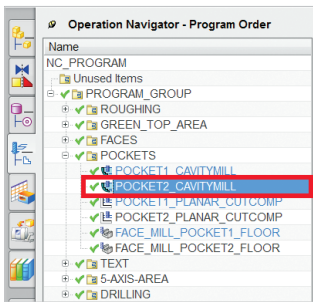 Operation Navigator - Program Order
Name
NC_PROGRAM
Unused Items
PROGRAM_GROUP
ROUGHING
GREEN_TOP_AREA
FACES
POCKETS
POCKET1_CAVITYMILL
POCKET2_CAVITYMILL
POCKET1_PLANAR_CUTCOMP
POCKET2_PLANAR_CUTCOMP
FACE_MILL_POCKET1_FLOOR
FACE_MILL_POCKET2_FLOOR
TEXT
5-AXIS-AREA
DRILLING